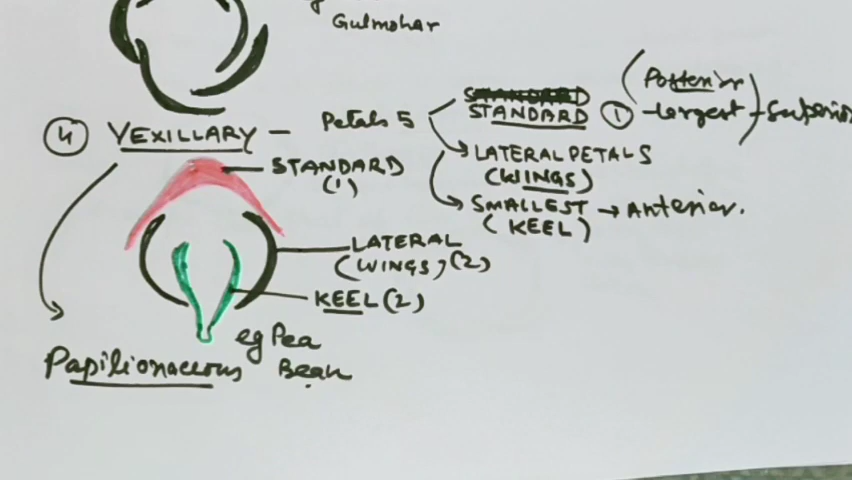 Gulmohar
(Posterior)
④ VEXILLARY - Petals 5
STANDARD ① - largest - Superior
STANDARD
(1)
LATERAL PETALS
(WINGS)
SMALLEST → Anterior.
(KEEL)
LATERAL
(WINGS) (2)
KEEL (2)
eg Pea
Bean
Papilionaceous